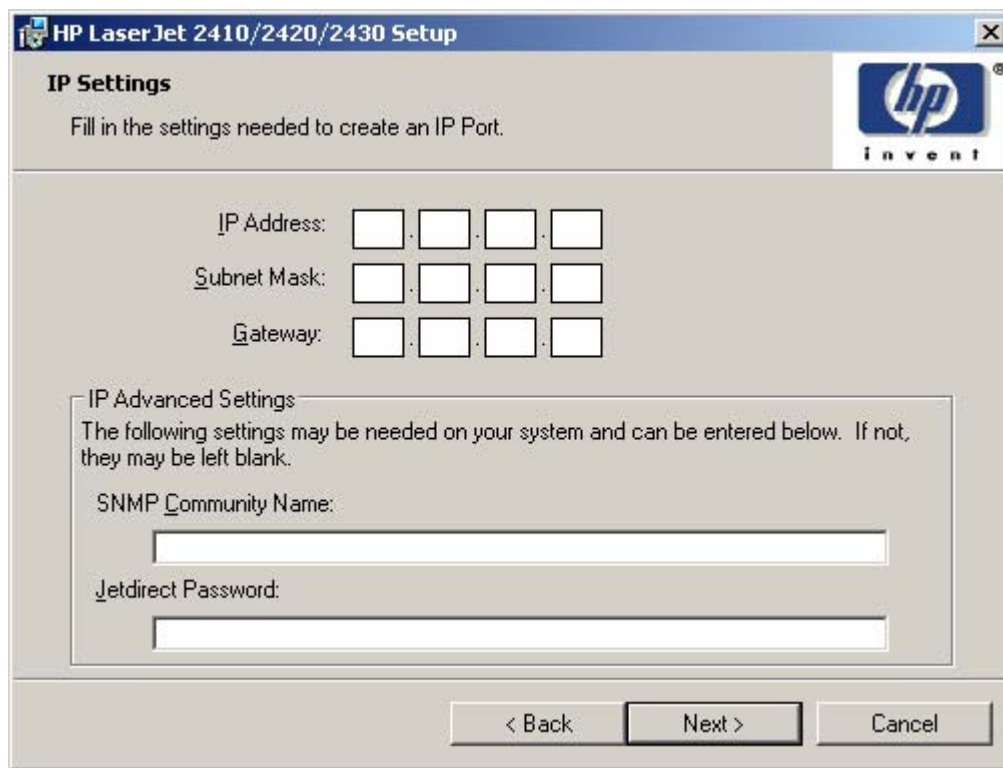 HP LaserJet 2410/2420/2430 Setup
IP Settings
Fill in the settings needed to create an IP Port.
hp
®
invent
IP Address:
. . .
Subnet Mask:
. . .
Gateway:
. . .
IP Advanced Settings
The following settings may be needed on your system and can be entered below. If not,
they may be left blank.
SNMP Community Name:
Jetdirect Password:
< Back
Next >
Cancel